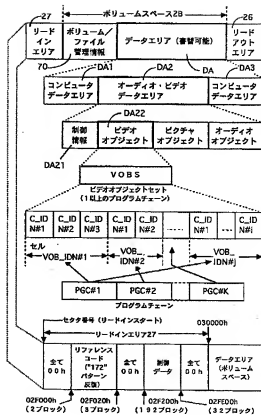 27
ボリュームスペース28
26
リード
イン
エリア
ボリューム/
ファイル
管理情報
データエリア(書替可能)
リード
アウト
エリア
70
DA1
DA2
DA
DA3
コンピュータ
データエリア
オーディオ・ビデオ
データエリア
コンピュータ
データエリア
DA22
制御
情報
ビデオ
オブジェクト
ピクチャ
オブジェクト
オーディオ
オブジェクト
DA21
VOBS
ビデオオブジェクトセット
(1以上のプログラムチェーン)
C_ID
N#1
C_ID
N#2
C_ID
N#3
C_ID
N#1
C_ID
N#2
C_ID
N#1
C_ID
N#i
セル
VOB_IDN#1
VOB_
IDN#2
VOB_
IDN#j
PGC#1
PGC#2
PGC#K
プログラムチェーン
セクタ番号(リードインスタート)
030000h
リードインエリア27
全て
00h
リファレンス
コード
("172"
パターン
反復)
全て
00h
制御
データ
全て
00h
データエリア
(ボリューム
スペース)
02F000h
(2ブロック)
02F020h
(3ブロック)
02F200h
(192ブロック)
02FE00h
(32ブロック)